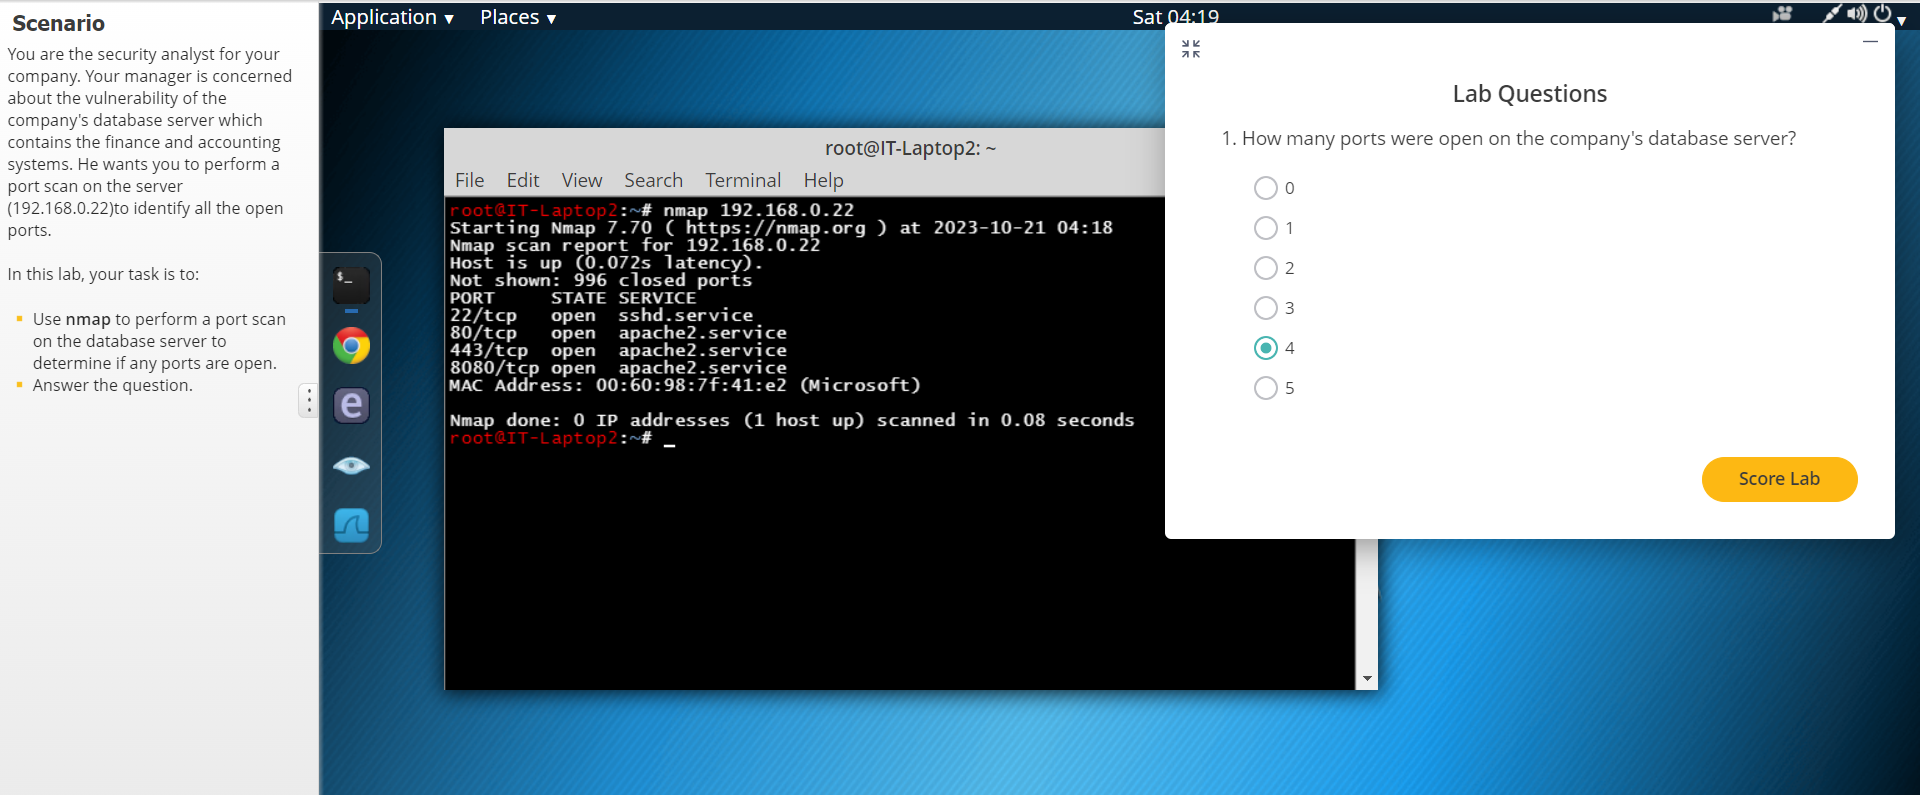 Scenario
You are the security analyst for your
company. Your manager is concerned
about the vulnerability of the
company's database server which
contains the finance and accounting
systems. He wants you to perform a
port scan on the server
(192.168.0.22)to identify all the open
ports.
In this lab, your task is to:
Use nmap to perform a port scan
on the database server to
determine if any ports are open.
Answer the question.
Application ▾ Places ▾ Sat 04:19
root@IT-Laptop2: ~
File Edit View Search Terminal Help
root@IT-Laptop2:~# nmap 192.168.0.22
Starting Nmap 7.70 ( https://nmap.org ) at 2023-10-21 04:18
Nmap scan report for 192.168.0.22
Host is up (0.072s latency).
Not shown: 996 closed ports
PORT     STATE SERVICE
22/tcp   open  sshd.service
80/tcp   open  apache2.service
443/tcp  open  apache2.service
8080/tcp open  apache2.service
MAC Address: 00:60:98:7f:41:e2 (Microsoft)
Nmap done: 0 IP addresses (1 host up) scanned in 0.08 seconds
root@IT-Laptop2:~# _
Lab Questions
1. How many ports were open on the company's database server?
0
1
2
3
4
5
Score Lab